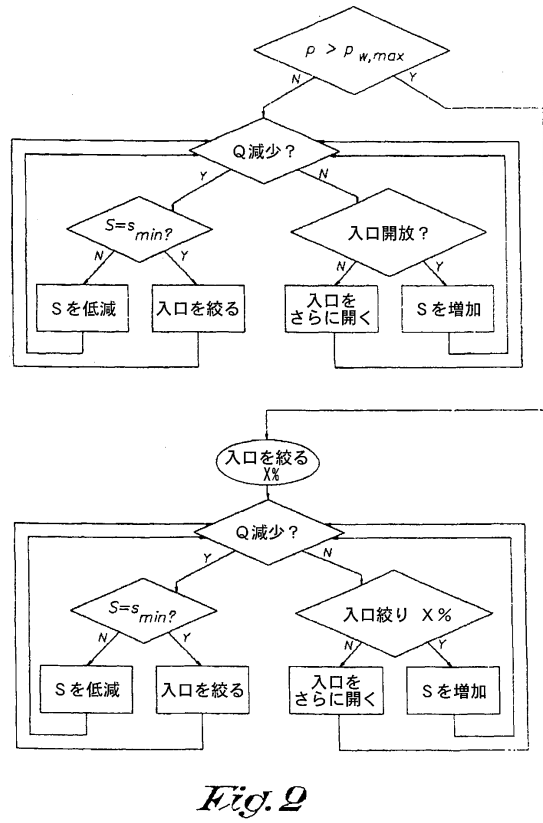 p > p w,max
N
Y
Q減少？
Y
N
S=s min?
入口開放？
N
Y
N
Y
Sを低減
入口を絞る
入口を
さらに開く
Sを増加
入口を絞る
X%
Q減少？
Y
N
S=s min?
入口絞り X%
N
Y
N
Y
Sを低減
入口を絞る
入口を
さらに開く
Sを増加
Fig. 2